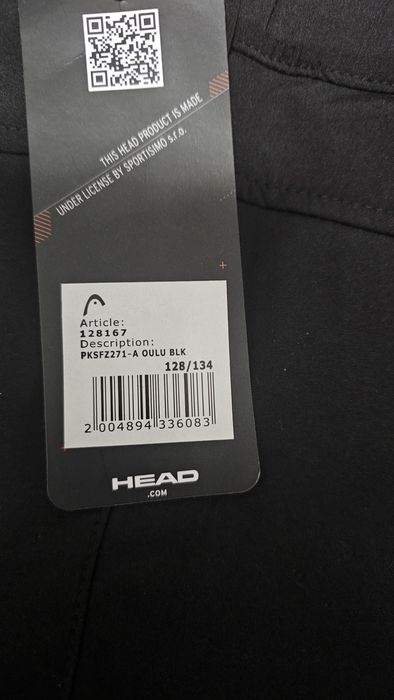 THIS HEAD PRODUCT IS MADE
UNDER LICENSE BY SPORTISIMO s.r.o.
Article:
128167
Description:
PKSFZ271-A OULU BLK
128/134
2 004894 336083
HEAD
.COM